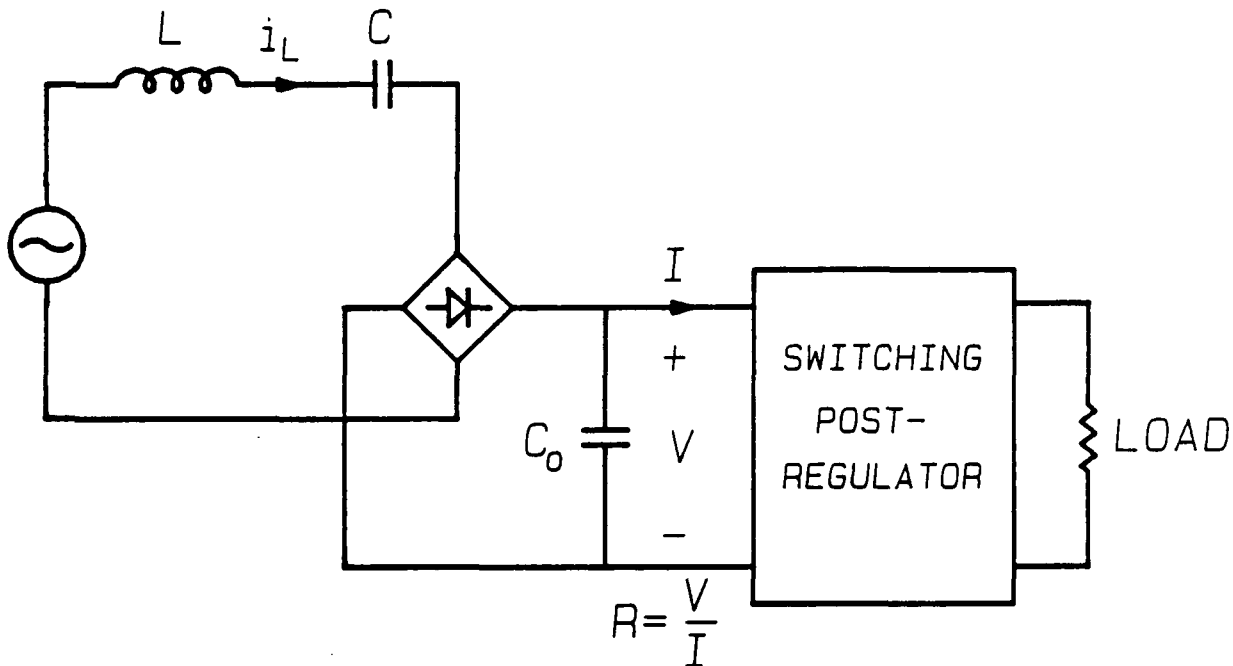 L
i_L
C
I
+
V
−
C_o
SWITCHING
POST-
REGULATOR
LOAD
R= V/I